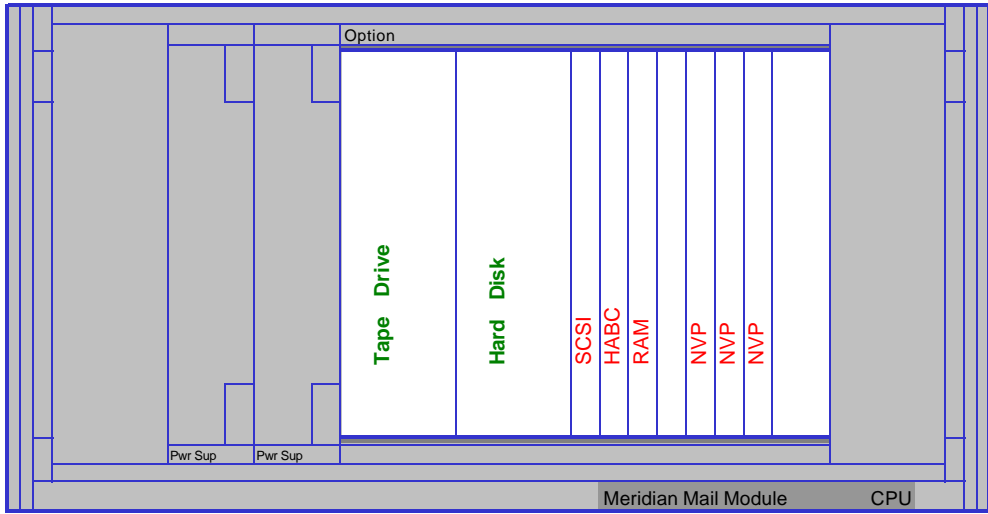 Option
Tape Drive
Hard Disk
SCSI
HABC
RAM
NVP
NVP
NVP
Pwr Sup
Pwr Sup
Meridian Mail Module CPU